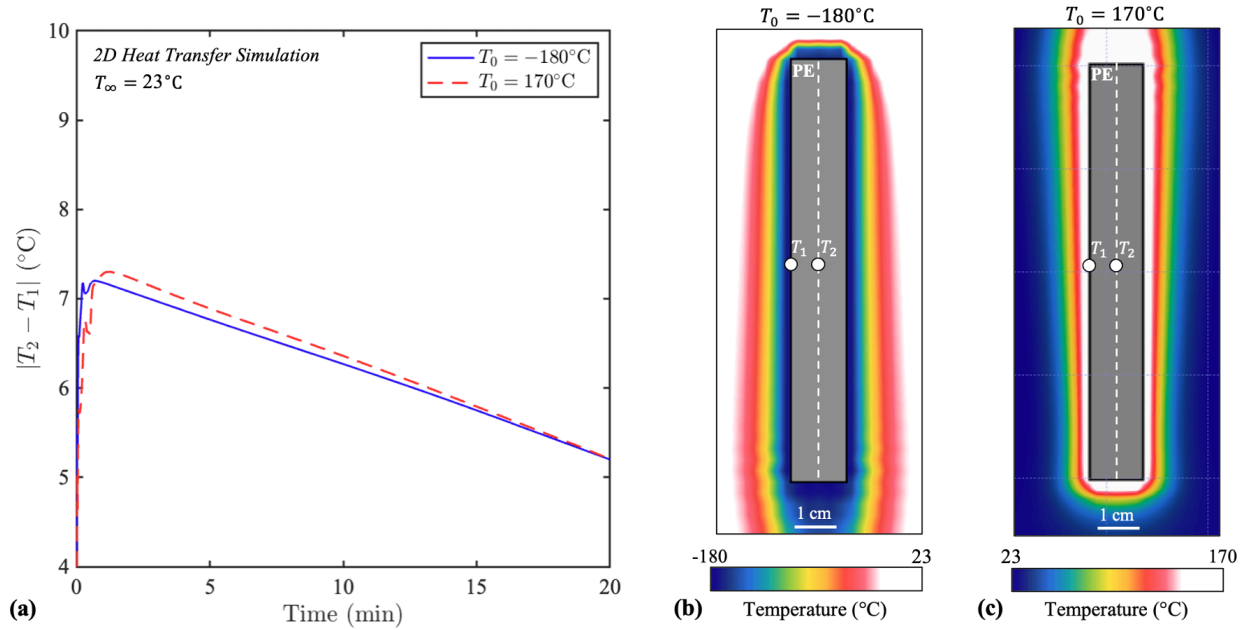 10
9
8
7
6
5
4
|T₂ − T₁| (°C)
2D Heat Transfer Simulation
T∞ = 23°C
T₀ = −180°C
T₀ = 170°C
0
5
10
15
20
Time (min)
(a)
T₀ = −180°C
PE
T₁
T₂
1 cm
-180
23
Temperature (°C)
(b)
T₀ = 170°C
PE
T₁
T₂
1 cm
23
170
Temperature (°C)
(c)